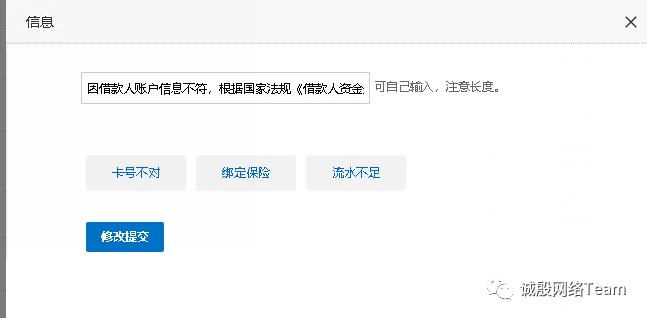 信息
因借款人账户信息不符，根据国家法规《借款人资金
可自己输入，注意长度。
卡号不对 绑定保险 流水不足
修改提交
诚殷网络Team